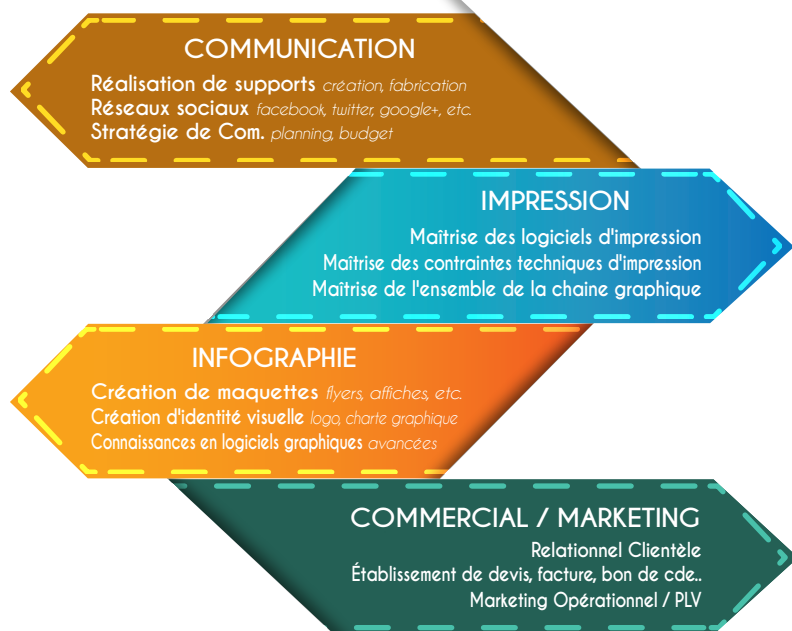 COMMUNICATION
Réalisation de supports création, fabrication
Réseaux sociaux facebook, twitter, google+, etc.
Stratégie de Com. planning, budget
IMPRESSION
Maîtrise des logiciels d'impression
Maîtrise des contraintes techniques d'impression
Maîtrise de l'ensemble de la chaine graphique
INFOGRAPHIE
Création de maquettes flyers, affiches, etc.
Création d'identité visuelle logo, charte graphique
Connaissances en logiciels graphiques avancées
COMMERCIAL / MARKETING
Relationnel Clientèle
Établissement de devis, facture, bon de cde..
Marketing Opérationnel / PLV